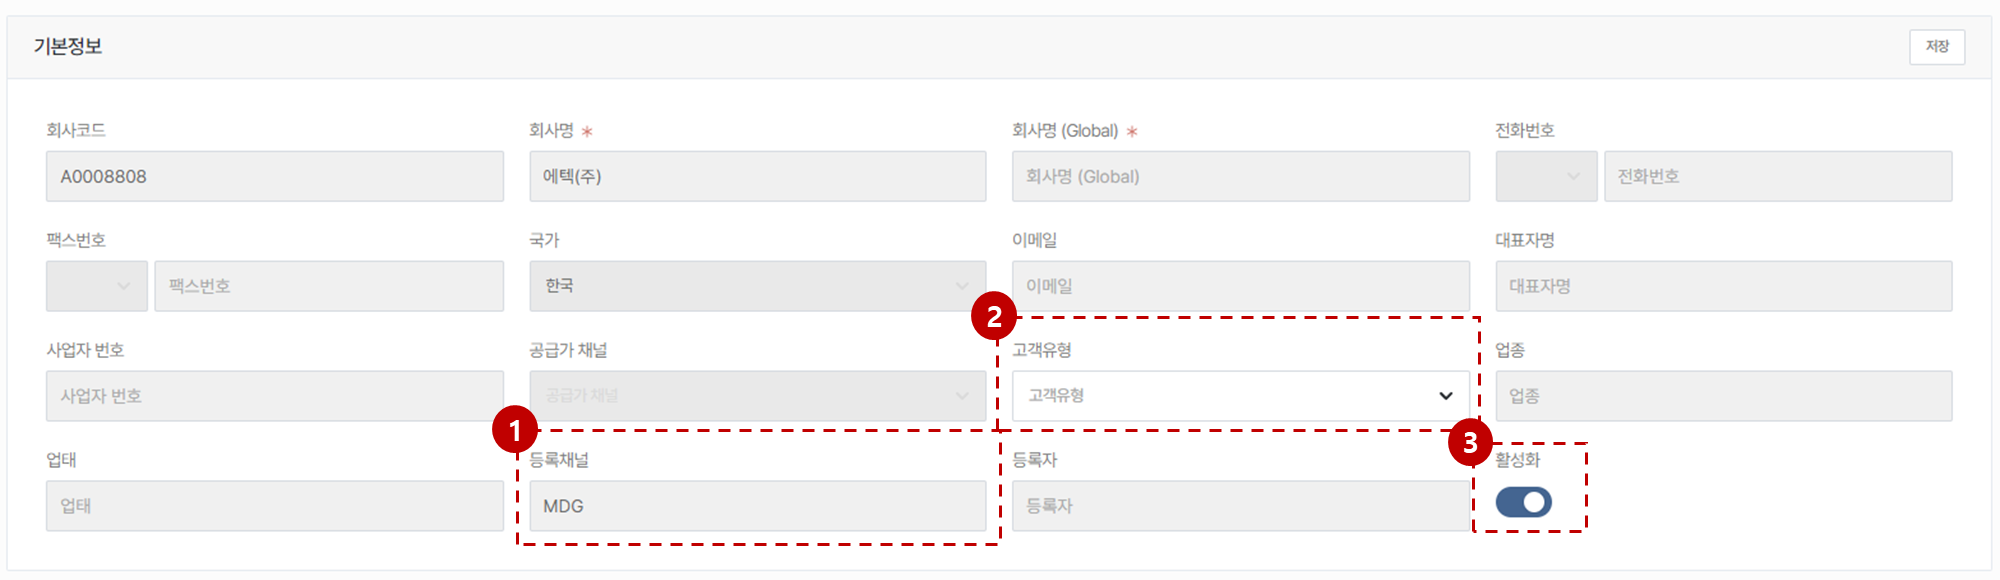 기본정보
저장
회사코드
회사명 *
회사명 (Global) *
전화번호
A0008808
에텍(주)
회사명 (Global)
전화번호
팩스번호
국가
이메일
대표자명
팩스번호
한국
이메일
대표자명
2
사업자 번호
공급가 채널
고객유형
업종
사업자 번호
공급가 채널
고객유형
업종
1
3
업태
등록채널
등록자
활성화
업태
MDG
등록자